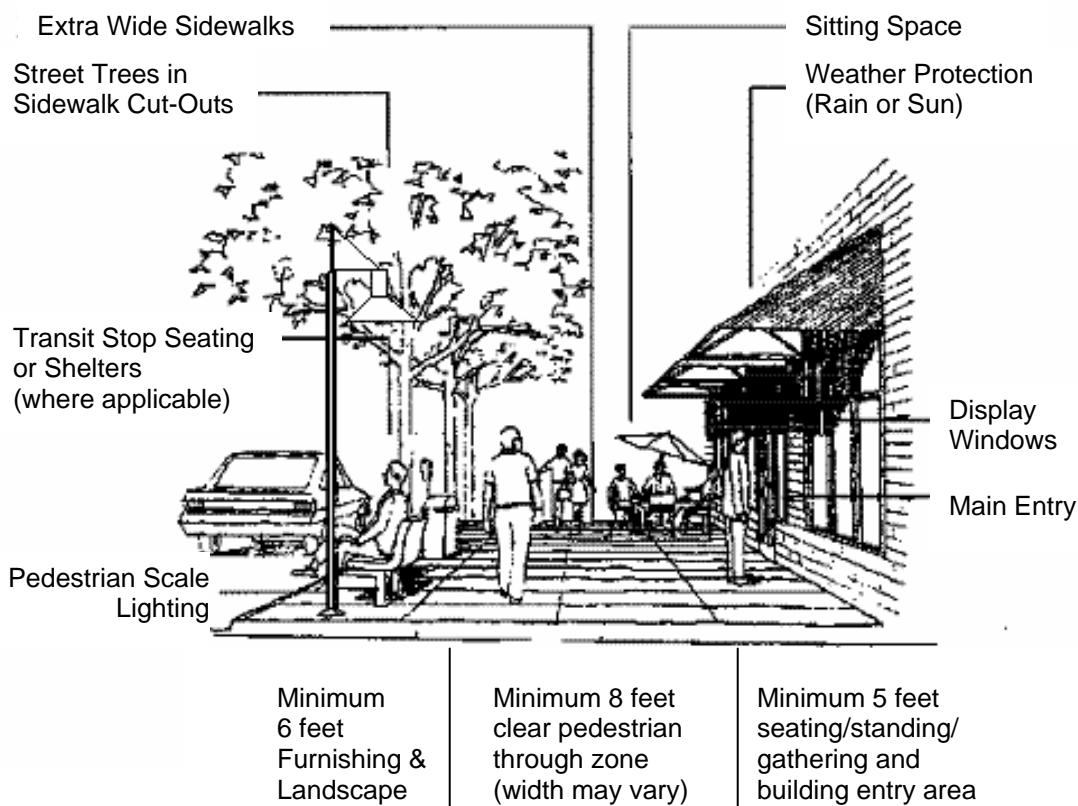 Extra Wide Sidewalks
Sitting Space
Street Trees in
Sidewalk Cut-Outs
Weather Protection
(Rain or Sun)
Transit Stop Seating
or Shelters
(where applicable)
Display
Windows
Main Entry
Pedestrian Scale
Lighting
Minimum
6 feet
Furnishing &
Landscape
Minimum 8 feet
clear pedestrian
through zone
(width may vary)
Minimum 5 feet
seating/standing/
gathering and
building entry area